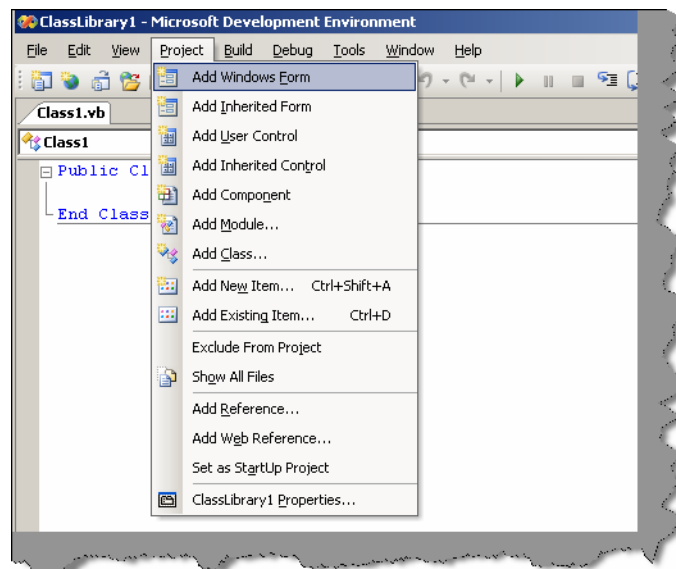 ClassLibrary1 - Microsoft Development Environment
File Edit View Project Build Debug Tools Window Help
Add Windows Form
Class1.vb
Add Inherited Form
Class1
Add User Control
Public Cl
Add Inherited Control
Add Component
End Class
Add Module...
Add Class...
Add New Item... Ctrl+Shift+A
Add Existing Item... Ctrl+D
Exclude From Project
Show All Files
Add Reference...
Add Web Reference...
Set as StartUp Project
ClassLibrary1 Properties...